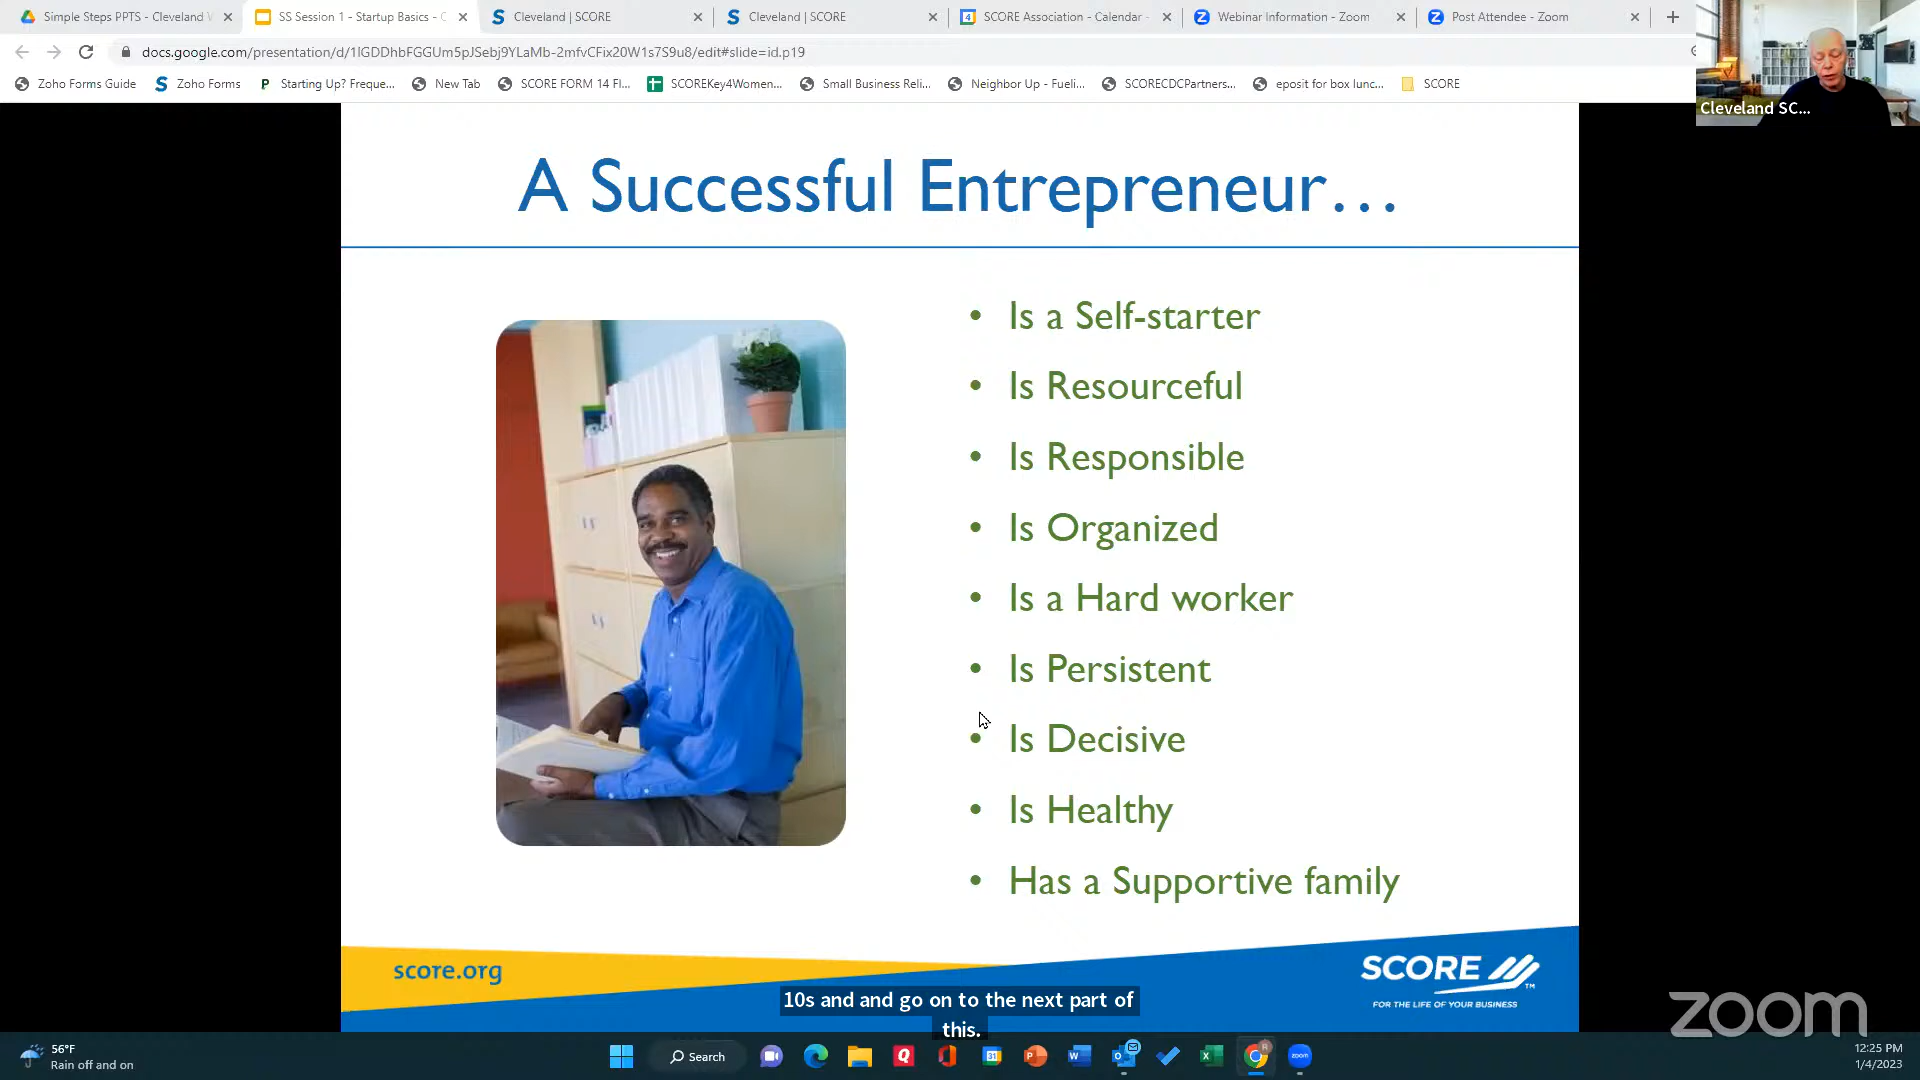 Simple Steps PPTS - Cleveland
SS Session 1 - Startup Basics -
Cleveland | SCORE
Cleveland | SCORE
SCORE Association - Calendar -
Webinar Information - Zoom
Post Attendee - Zoom
docs.google.com/presentation/d/1lGDDhbFGGUm5pJSebj9YLaMb-2mfvCFix20W1s7S9u8/edit#slide=id.p19
Zoho Forms Guide
Zoho Forms
Starting Up? Freque...
New Tab
SCORE FORM 14 Fl...
SCOREKey4Women...
Small Business Reli...
Neighbor Up - Fueli...
SCORECDCPartners...
eposit for box lunc...
SCORE
Cleveland SC...
A Successful Entrepreneur...
• Is a Self-starter
• Is Resourceful
• Is Responsible
• Is Organized
• Is a Hard worker
• Is Persistent
• Is Decisive
• Is Healthy
• Has a Supportive family
score.org
SCORE
FOR THE LIFE OF YOUR BUSINESS
10s and and go on to the next part of
this.
zoom
56°F
Rain off and on
Search
12:25 PM
1/4/2023